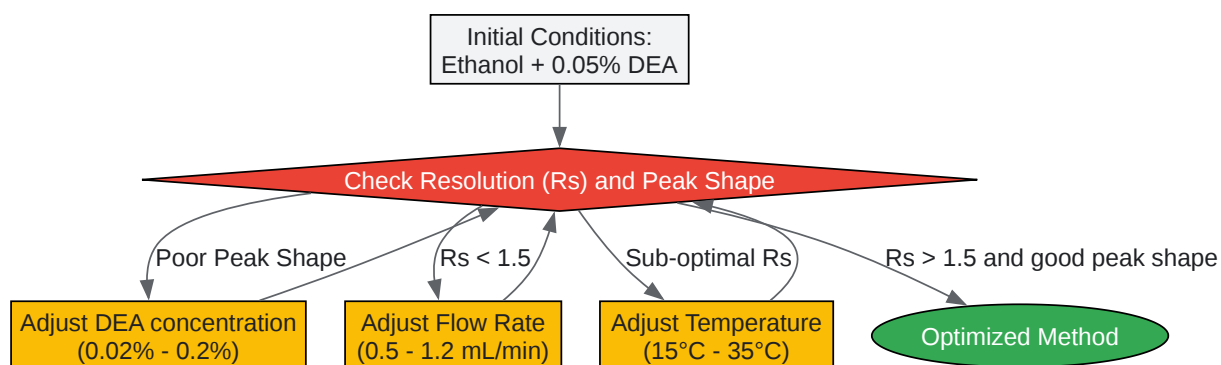 Initial Conditions:
Ethanol + 0.05% DEA
Check Resolution (Rs) and Peak Shape
Poor Peak Shape
Rs < 1.5
Sub-optimal Rs
Rs > 1.5 and good peak shape
Adjust DEA concentration
(0.02% - 0.2%)
Adjust Flow Rate
(0.5 - 1.2 mL/min)
Adjust Temperature
(15°C - 35°C)
Optimized Method